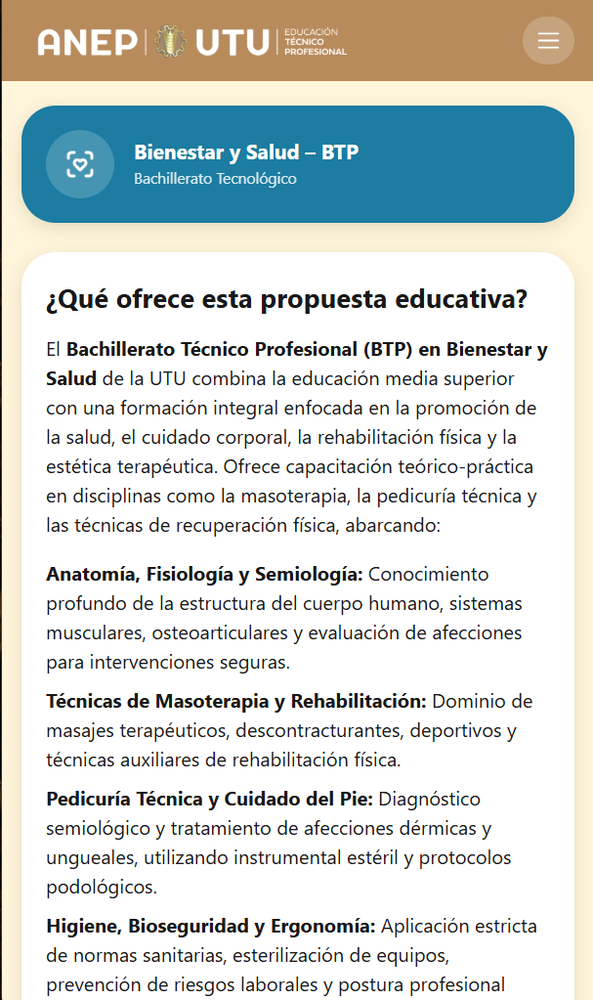 ANEP UTU EDUCACIÓN
TÉCNICO
PROFESIONAL
Bienestar y Salud – BTP
Bachillerato Tecnológico
¿Qué ofrece esta propuesta educativa?
El Bachillerato Técnico Profesional (BTP) en Bienestar y
Salud de la UTU combina la educación media superior
con una formación integral enfocada en la promoción de
la salud, el cuidado corporal, la rehabilitación física y la
estética terapéutica. Ofrece capacitación teórico-práctica
en disciplinas como la masoterapia, la pedicuría técnica y
las técnicas de recuperación física, abarcando:
Anatomía, Fisiología y Semiología: Conocimiento
profundo de la estructura del cuerpo humano, sistemas
musculares, osteoarticulares y evaluación de afecciones
para intervenciones seguras.
Técnicas de Masoterapia y Rehabilitación: Dominio de
masajes terapéuticos, descontracturantes, deportivos y
técnicas auxiliares de rehabilitación física.
Pedicuría Técnica y Cuidado del Pie: Diagnóstico
semiológico y tratamiento de afecciones dérmicas y
ungueales, utilizando instrumental estéril y protocolos
podológicos.
Higiene, Bioseguridad y Ergonomía: Aplicación estricta
de normas sanitarias, esterilización de equipos,
prevención de riesgos laborales y postura profesional